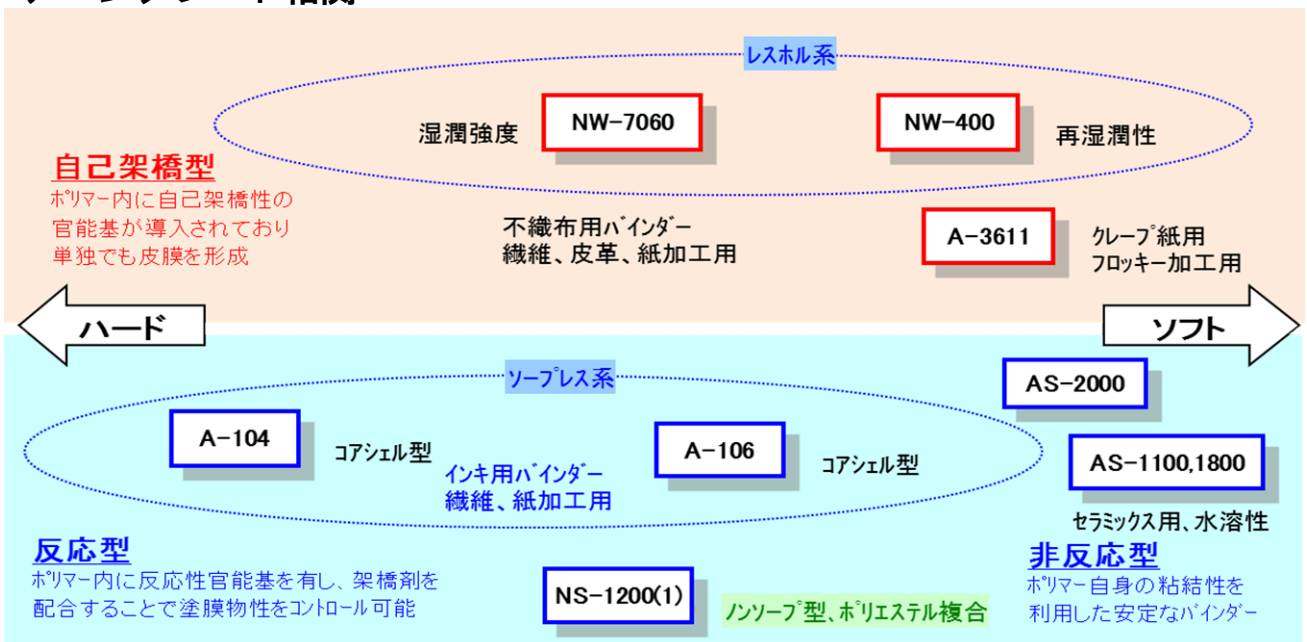 レスホル系
湿潤強度
NW-7060
NW-400
再湿潤性
自己架橋型
ﾎﾟﾘﾏｰ内に自己架橋性の
官能基が導入されており
単独でも皮膜を形成
不織布用ﾊﾞｲﾝﾀﾞｰ
繊維、皮革、紙加工用
A-3611
ｸﾚｰﾌﾟ紙用
ﾌﾛｯｷｰ加工用
ハード
ソフト
ｿｰﾌﾟﾚｽ系
AS-2000
A-104
ｺｱｼｪﾙ型
ｲﾝｷ用ﾊﾞｲﾝﾀﾞｰ
繊維、紙加工用
A-106
ｺｱｼｪﾙ型
AS-1100,1800
ｾﾗﾐｯｸｽ用、水溶性
反応型
ﾎﾟﾘﾏｰ内に反応性官能基を有し、架橋剤を
配合することで塗膜物性をｺﾝﾄﾛｰﾙ可能
NS-1200(1)
ﾉﾝｿｰﾌﾟ型、ﾎﾟﾘｴｽﾃﾙ複合
非反応型
ﾎﾟﾘﾏｰ自身の粘結性を
利用した安定なﾊﾞｲﾝﾀﾞｰ